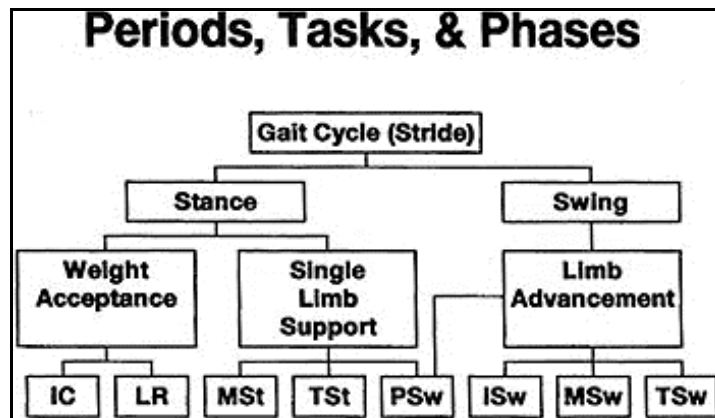 Periods, Tasks, & Phases
Gait Cycle (Stride)
Stance
Swing
Weight
Acceptance
Single
Limb
Support
Limb
Advancement
IC
LR
MSt
TSt
PSw
ISw
MSw
TSw